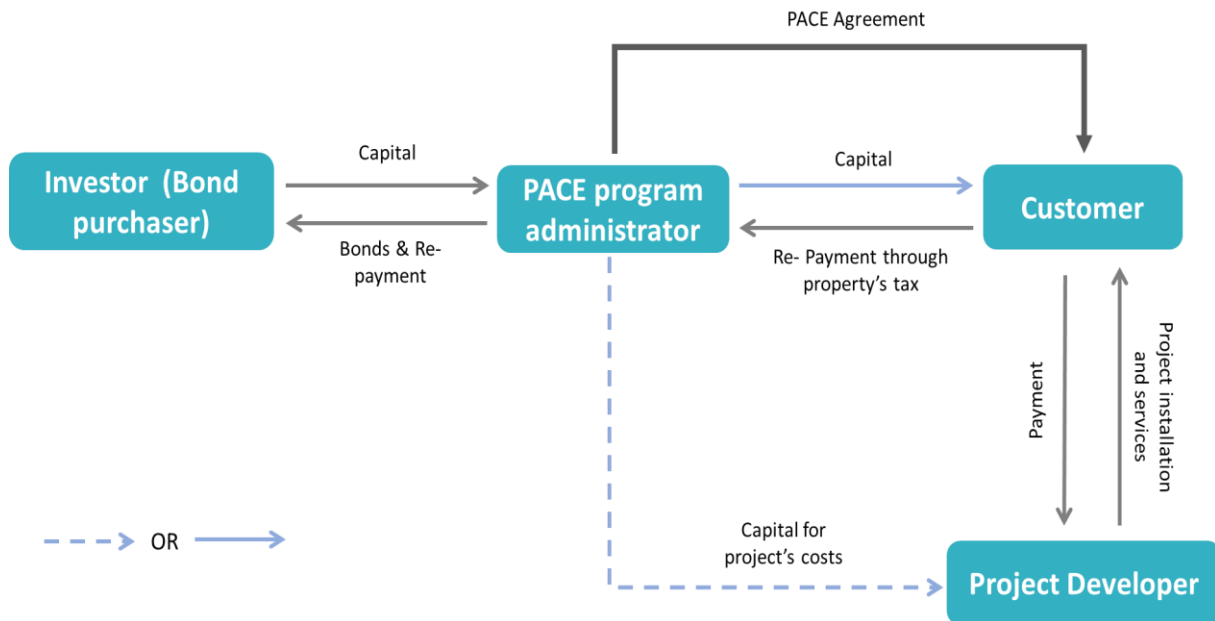 PACE Agreement
Capital
Capital
Investor (Bond
purchaser)
PACE program
administrator
Customer
Bonds & Re-
payment
Re- Payment through
property's tax
Payment
Project installation
and services
OR
Capital for
project's costs
Project Developer